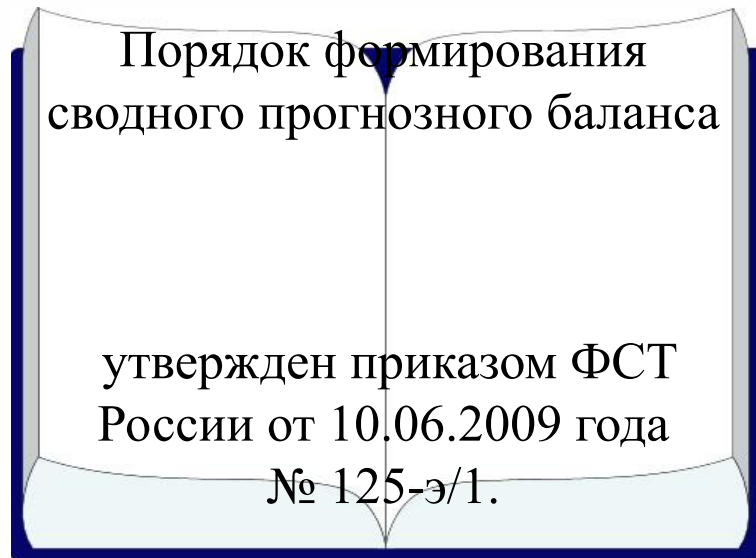 Порядок формирования
сводного прогнозного баланса
утвержден приказом ФСТ
России от 10.06.2009 года
№ 125-э/1.